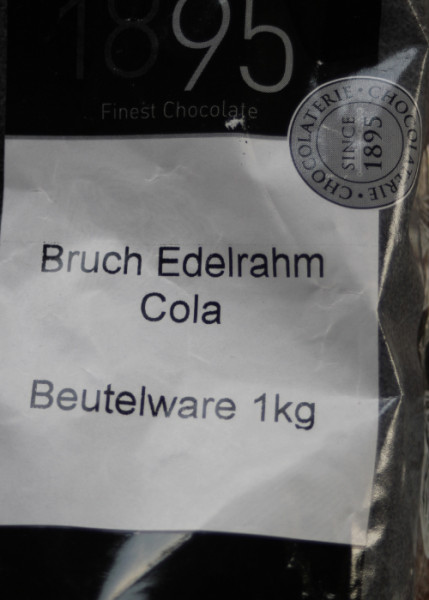 1895
Finest Chocolate
CHOCOLATERIE • CHOCOLATERIE •
SINCE
1895
Bruch Edelrahm
Cola
Beutelware 1kg